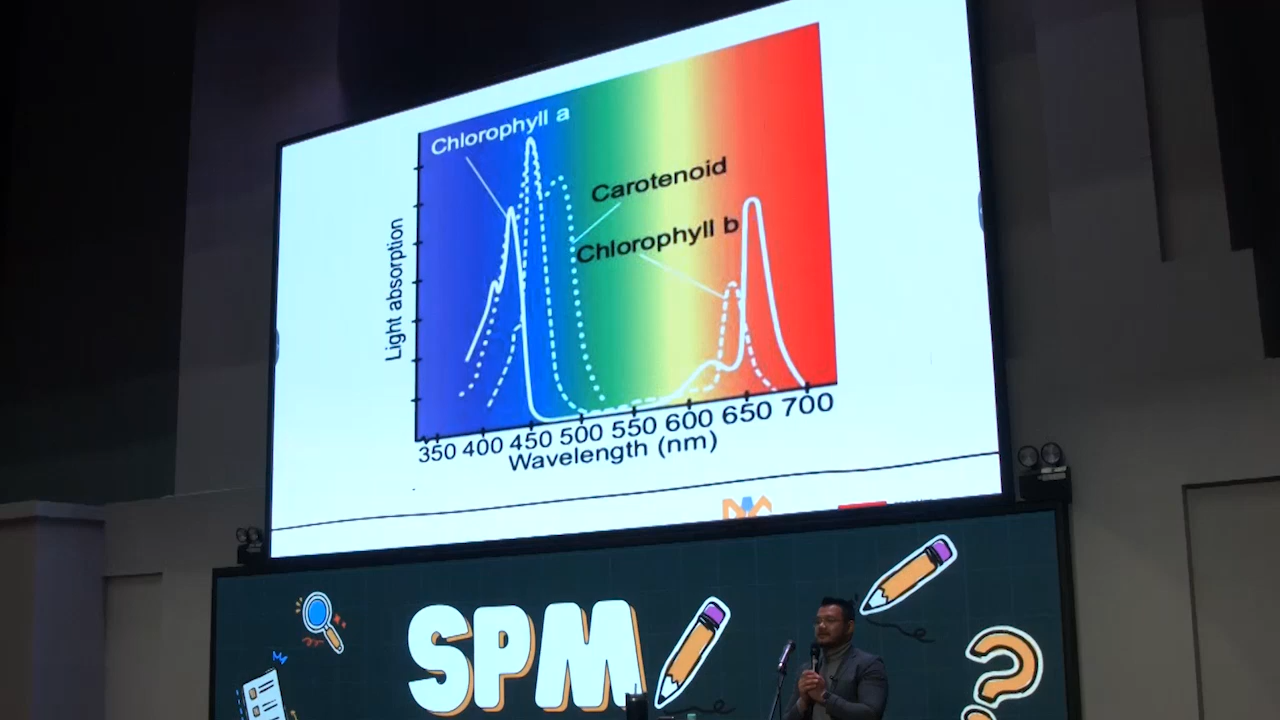 Chlorophyll a
Carotenoid
Chlorophyll b
Light absorption
350 400 450 500 550 600 650 700
Wavelength (nm)
SPM
?